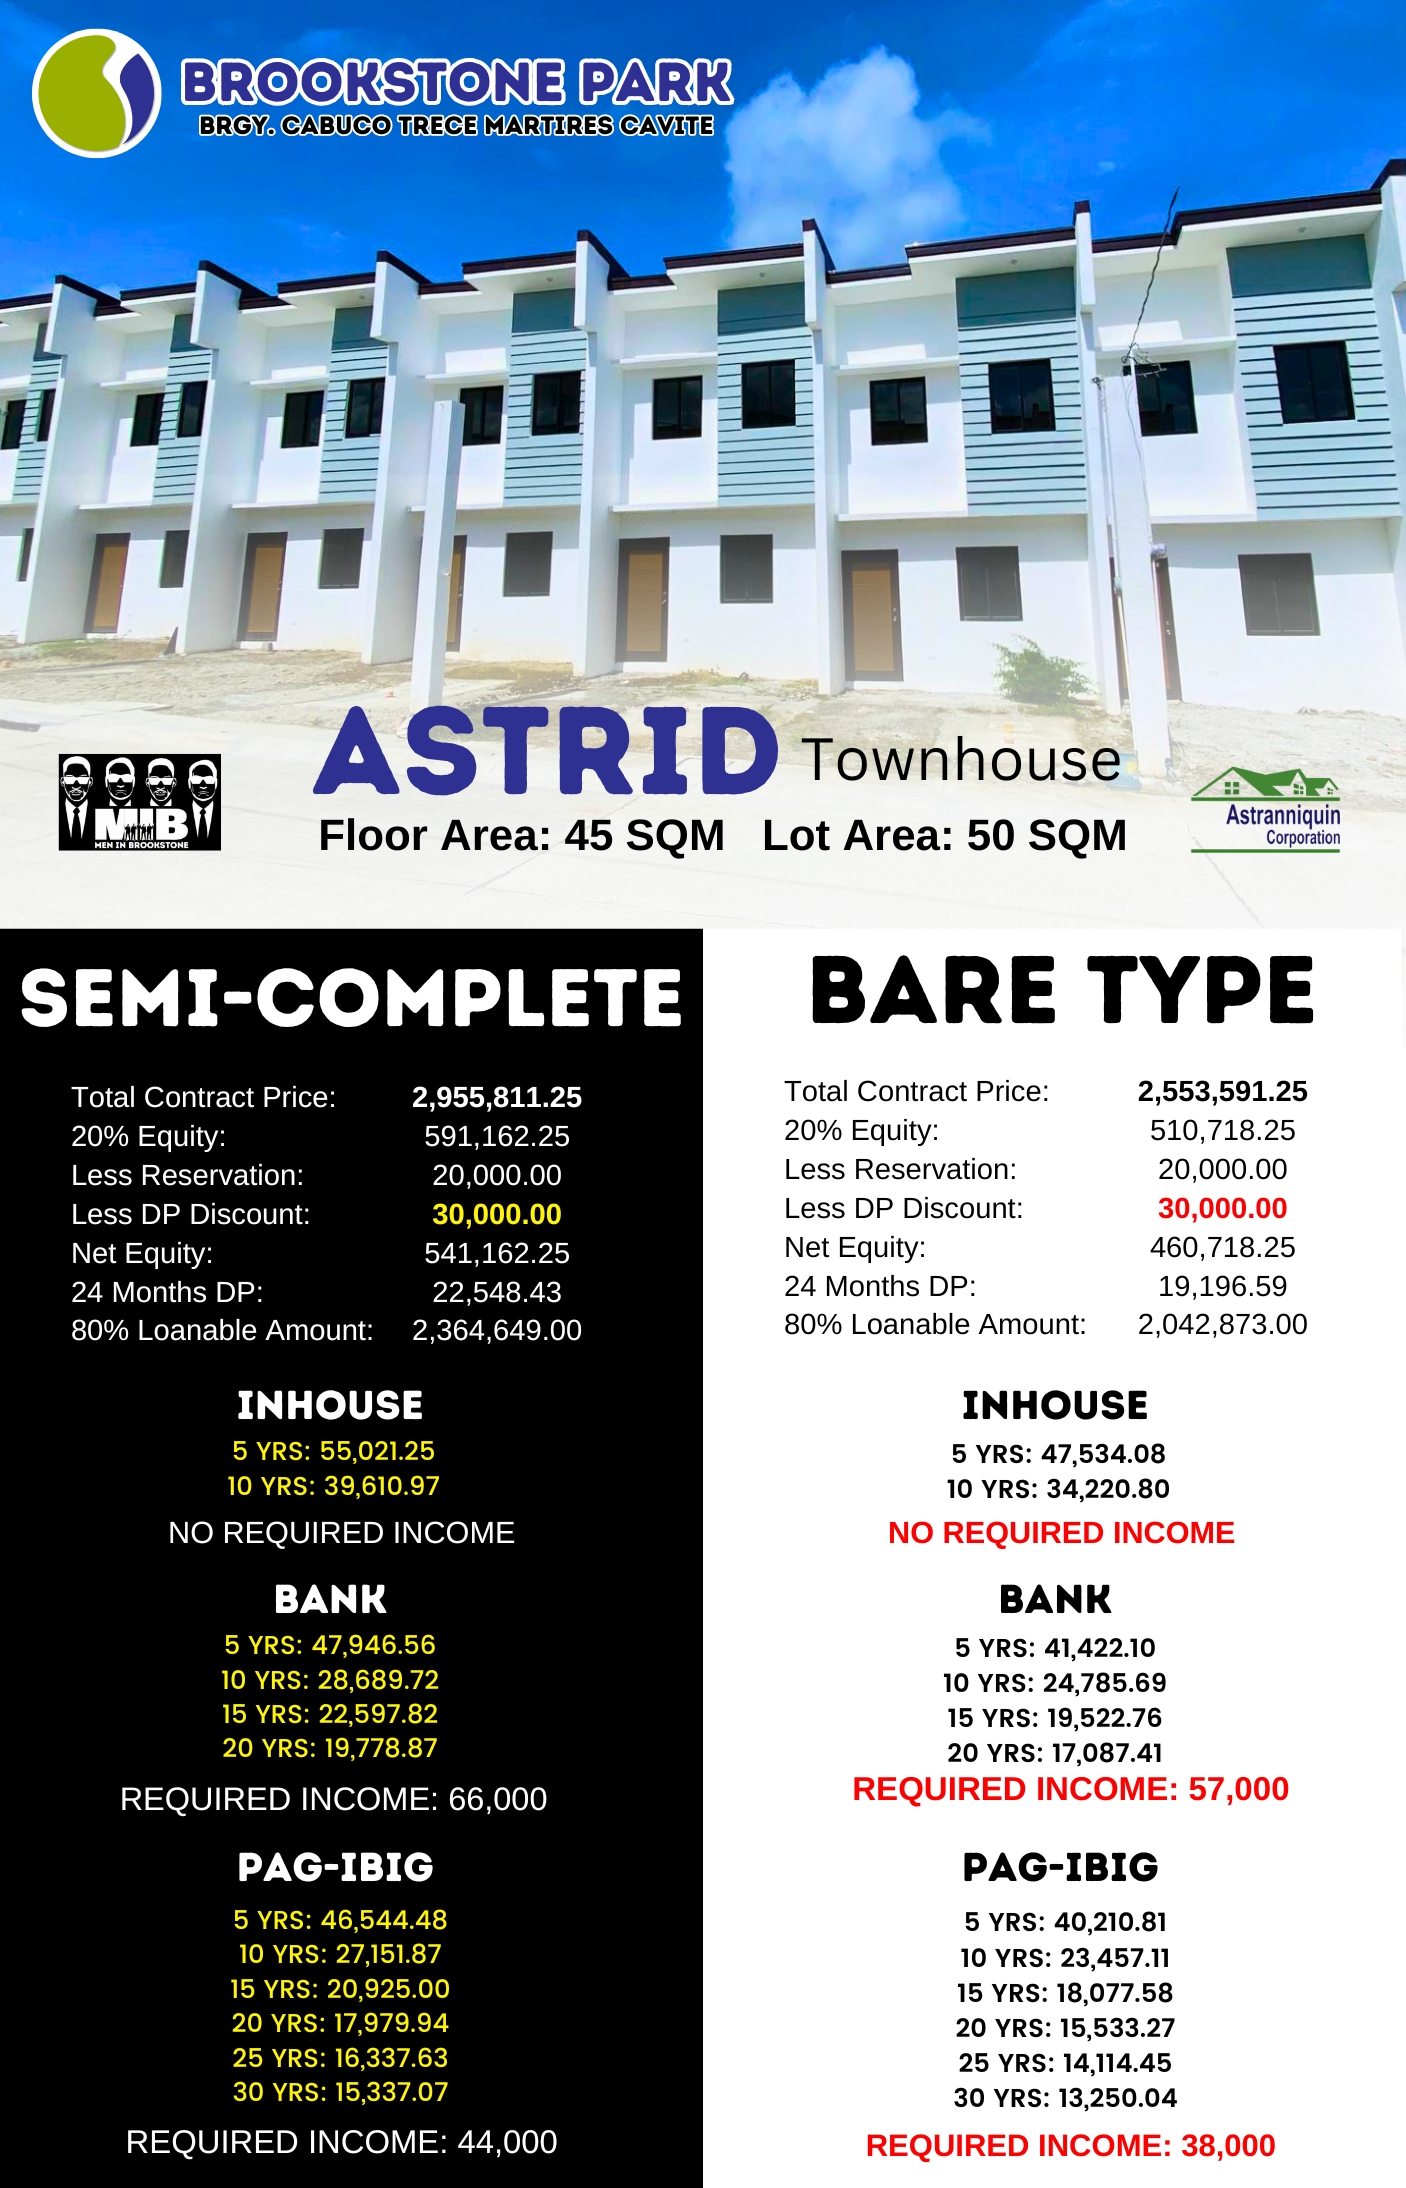 BROOKSTONE PARK
BRGY. CABUCO TRECE MARTIRES CAVITE
ASTRID Townhouse
Floor Area: 45 SQM Lot Area: 50 SQM
MIB
MEN IN BROOKSTONE
Astranniquin
Corporation
SEMI-COMPLETE
Total Contract Price: 2,955,811.25
20% Equity: 591,162.25
Less Reservation: 20,000.00
Less DP Discount: 30,000.00
Net Equity: 541,162.25
24 Months DP: 22,548.43
80% Loanable Amount: 2,364,649.00
INHOUSE
5 YRS: 55,021.25
10 YRS: 39,610.97
NO REQUIRED INCOME
BANK
5 YRS: 47,946.56
10 YRS: 28,689.72
15 YRS: 22,597.82
20 YRS: 19,778.87
REQUIRED INCOME: 66,000
PAG-IBIG
5 YRS: 46,544.48
10 YRS: 27,151.87
15 YRS: 20,925.00
20 YRS: 17,979.94
25 YRS: 16,337.63
30 YRS: 15,337.07
REQUIRED INCOME: 44,000
BARE TYPE
Total Contract Price: 2,553,591.25
20% Equity: 510,718.25
Less Reservation: 20,000.00
Less DP Discount: 30,000.00
Net Equity: 460,718.25
24 Months DP: 19,196.59
80% Loanable Amount: 2,042,873.00
INHOUSE
5 YRS: 47,534.08
10 YRS: 34,220.80
NO REQUIRED INCOME
BANK
5 YRS: 41,422.10
10 YRS: 24,785.69
15 YRS: 19,522.76
20 YRS: 17,087.41
REQUIRED INCOME: 57,000
PAG-IBIG
5 YRS: 40,210.81
10 YRS: 23,457.11
15 YRS: 18,077.58
20 YRS: 15,533.27
25 YRS: 14,114.45
30 YRS: 13,250.04
REQUIRED INCOME: 38,000